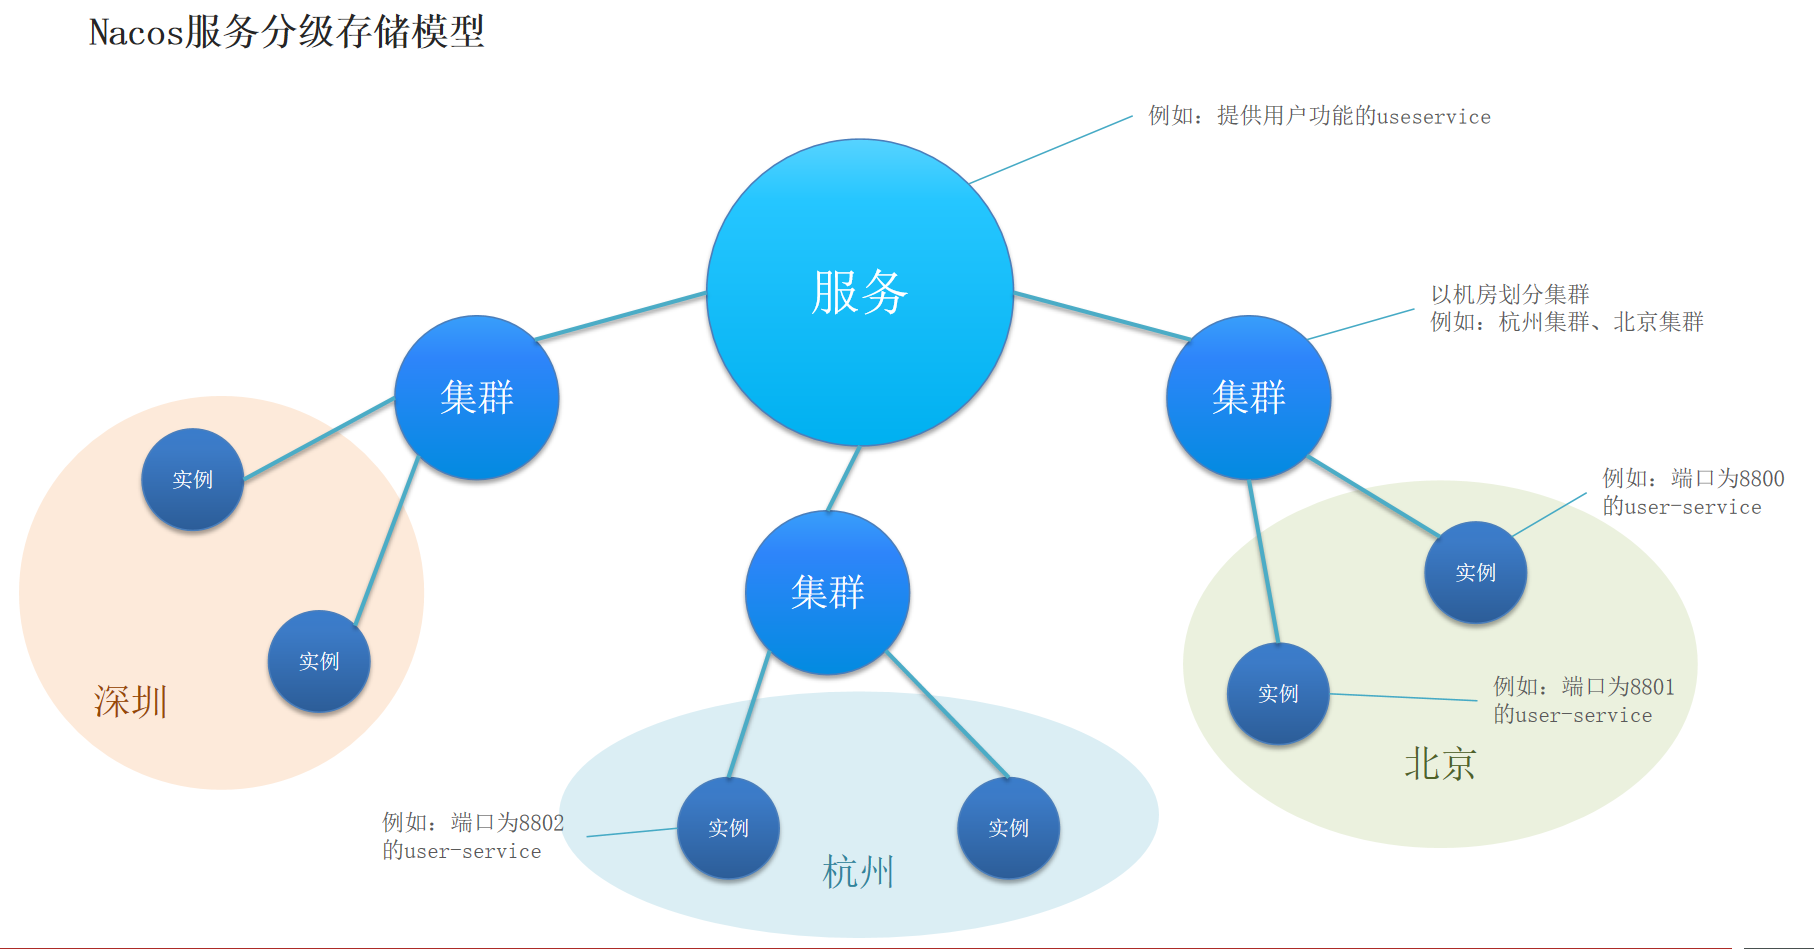 Nacos服务分级存储模型
例如：提供用户功能的useservice
服务
以机房划分集群
例如：杭州集群、北京集群
集群
集群
实例
例如：端口为8800
的user-service
实例
集群
实例
实例
例如：端口为8801
的user-service
深圳
北京
例如：端口为8802
的user-service
实例
实例
杭州